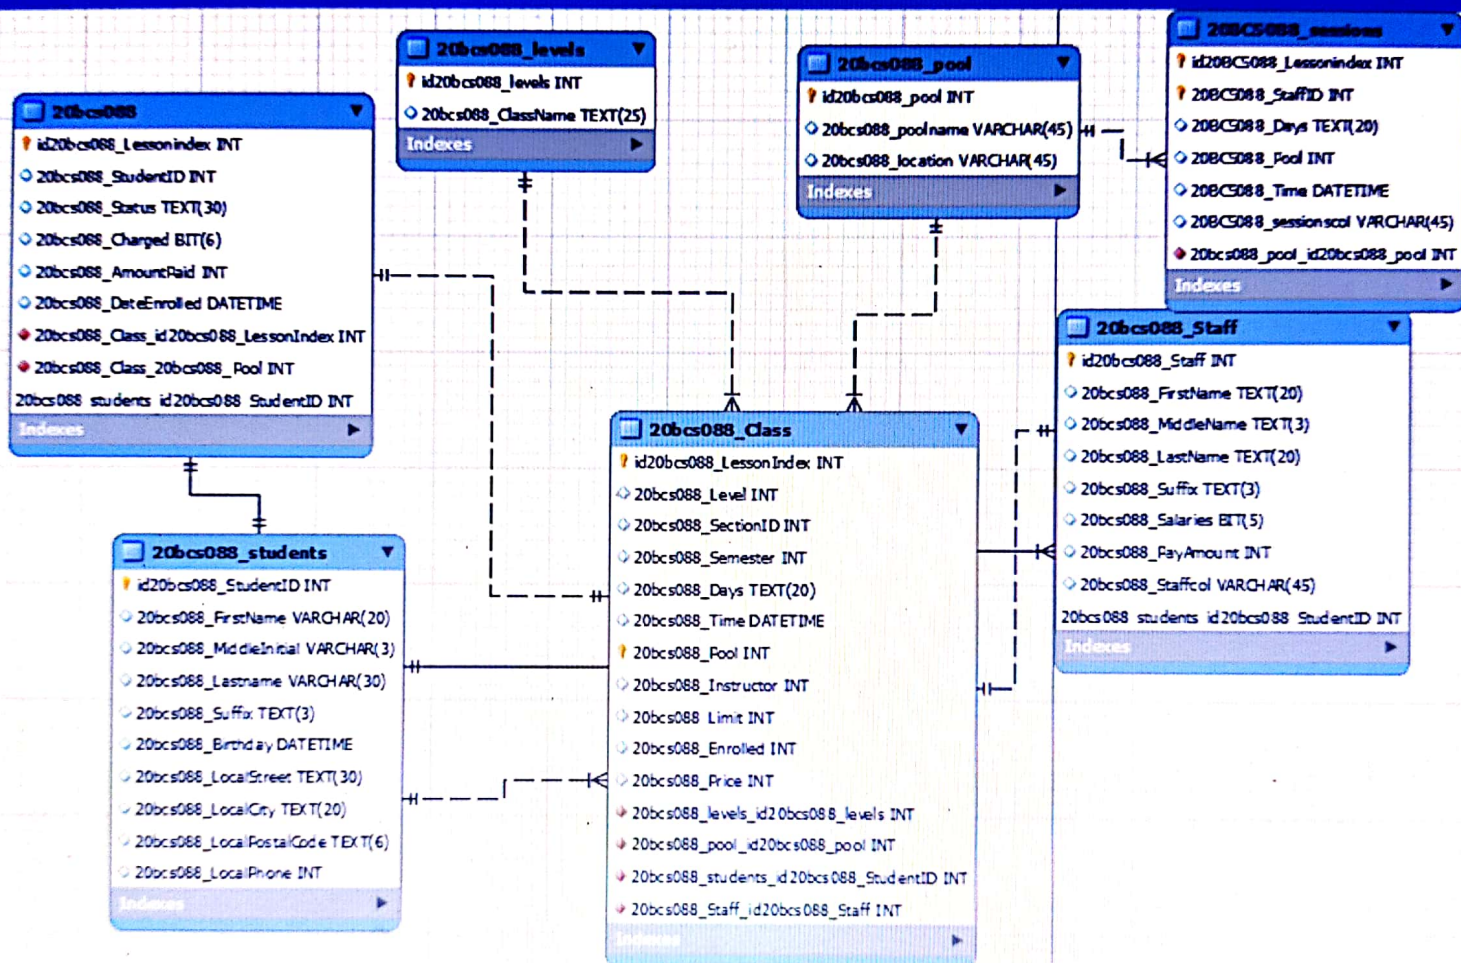 20bcs088
id20bcs088_Lessonindex INT
20bcs088_StudentID INT
20bcs088_Status TEXT(30)
20bcs088_Charged BIT(6)
20bcs088_AmountPaid INT
20bcs088_DateEnrolled DATETIME
20bcs088_Class_id20bcs088_LessonIndex INT
20bcs088_Class_20bcs088_Pool INT
20bcs088_students_id20bcs088_StudentID INT
Indexes
20bcs088_levels
id20bcs088_levels INT
20bcs088_ClassName TEXT(25)
Indexes
20bcs088_pool
id20bcs088_pool INT
20bcs088_poolname VARCHAR(45)
20bcs088_location VARCHAR(45)
Indexes
20BCS088_sessions
id20BCS088_Lessonindex INT
20BCS088_StaffID INT
20BCS088_Days TEXT(20)
20BCS088_Pool INT
20BCS088_Time DATETIME
20BCS088_sessionscol VARCHAR(45)
20bcs088_pool_id20bcs088_pool INT
Indexes
20bcs088_Staff
id20bcs088_Staff INT
20bcs088_FirstName TEXT(20)
20bcs088_MiddleName TEXT(3)
20bcs088_LastName TEXT(20)
20bcs088_Suffix TEXT(3)
20bcs088_Salaries BIT(5)
20bcs088_PayAmount INT
20bcs088_Staffcol VARCHAR(45)
20bcs088_students_id20bcs088_StudentID INT
Indexes
20bcs088_students
id20bcs088_StudentID INT
20bcs088_FirstName VARCHAR(20)
20bcs088_MiddleInitial VARCHAR(3)
20bcs088_Lastname VARCHAR(30)
20bcs088_Suffix TEXT(3)
20bcs088_Birthday DATETIME
20bcs088_LocalStreet TEXT(30)
20bcs088_LocalCity TEXT(20)
20bcs088_LocalPostalCode TEXT(6)
20bcs088_LocalPhone INT
Indexes
20bcs088_Class
id20bcs088_LessonIndex INT
20bcs088_Level INT
20bcs088_SectionID INT
20bcs088_Semester INT
20bcs088_Days TEXT(20)
20bcs088_Time DATETIME
20bcs088_Pool INT
20bcs088_Instructor INT
20bcs088_Limit INT
20bcs088_Enrolled INT
20bcs088_Price INT
20bcs088_levels_id20bcs088_levels INT
20bcs088_pool_id20bcs088_pool INT
20bcs088_students_id20bcs088_StudentID INT
20bcs088_Staff_id20bcs088_Staff INT
Indexes